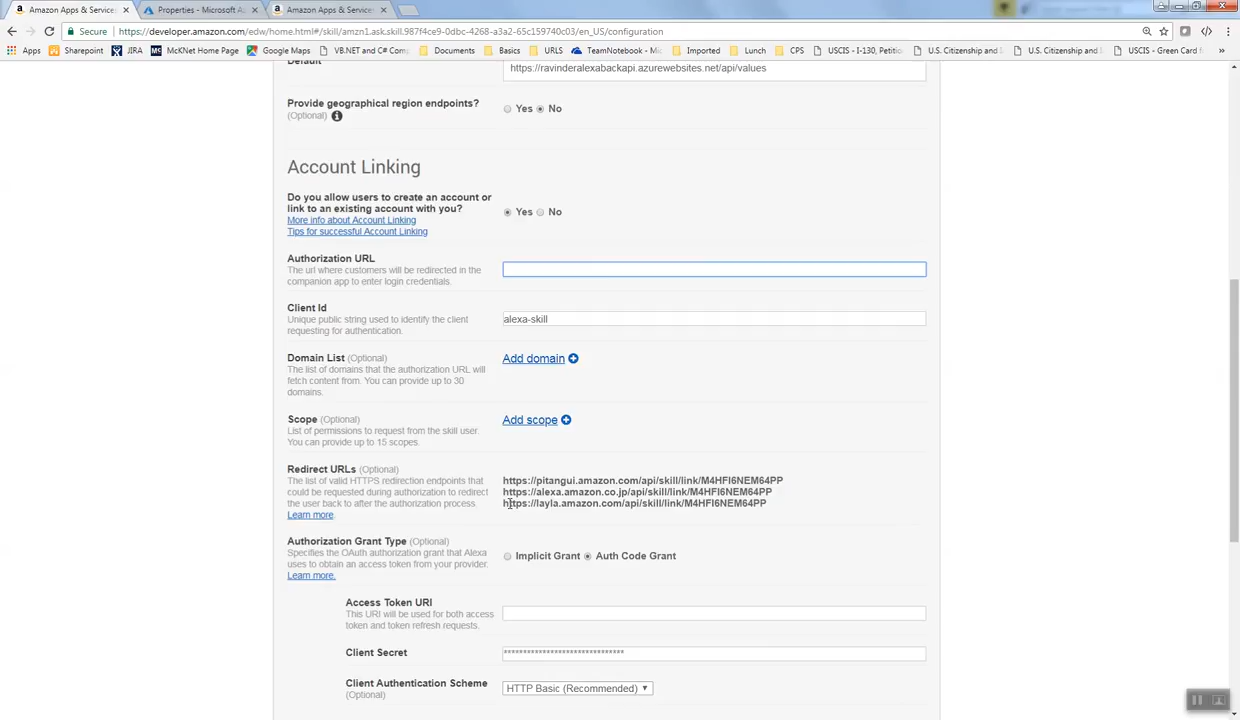 Amazon Apps & Service
Properties - Microsoft Az
Amazon Apps & Service
Secure
https://developer.amazon.com/edw/home.html#/skill/amzn1.ask.skill.987f4ce9-0dbc-4268-a3a2-65c159740c03/en_US/configuration
Apps
Sharepoint
JIRA
McKNet Home Page
Google Maps
VB.NET and C# Comp
Documents
Basics
URLS
TeamNotebook - Em
Imported
Lunch
CPS
USCIS - I-130, Petitio
U.S. Citizenship and
U.S. Citizenship and
USCIS - Green Card f
»
Default
https://ravinderalexabackapi.azurewebsites.net/api/values
Provide geographical region endpoints?
(Optional)
Yes No
Account Linking
Do you allow users to create an account or
link to an existing account with you?
More info about Account Linking
Tips for successful Account Linking
Yes No
Authorization URL
The url where customers will be redirected in the
companion app to enter login credentials.
Client Id
Unique public string used to identify the client
requesting for authentication.
alexa-skill
Domain List (Optional)
The list of domains that the authorization URL will
fetch content from. You can provide up to 30
domains.
Add domain
Scope (Optional)
List of permissions to request from the skill user.
You can provide up to 15 scopes.
Add scope
Redirect URLs (Optional)
The list of valid HTTPS redirection endpoints that
could be requested during authorization to redirect
the user back to after the authorization process.
Learn more
https://pitangui.amazon.com/api/skill/link/M4HFI6NEM64PP
https://alexa.amazon.co.jp/api/skill/link/M4HFI6NEM64PP
https://layla.amazon.com/api/skill/link/M4HFI6NEM64PP
Authorization Grant Type (Optional)
Specifies the OAuth authorization grant that Alexa
uses to obtain an access token from your provider.
Learn more.
Implicit Grant Auth Code Grant
Access Token URI
This URI will be used for both access
token and token refresh requests.
Client Secret
******************************
Client Authentication Scheme
(Optional)
HTTP Basic (Recommended)